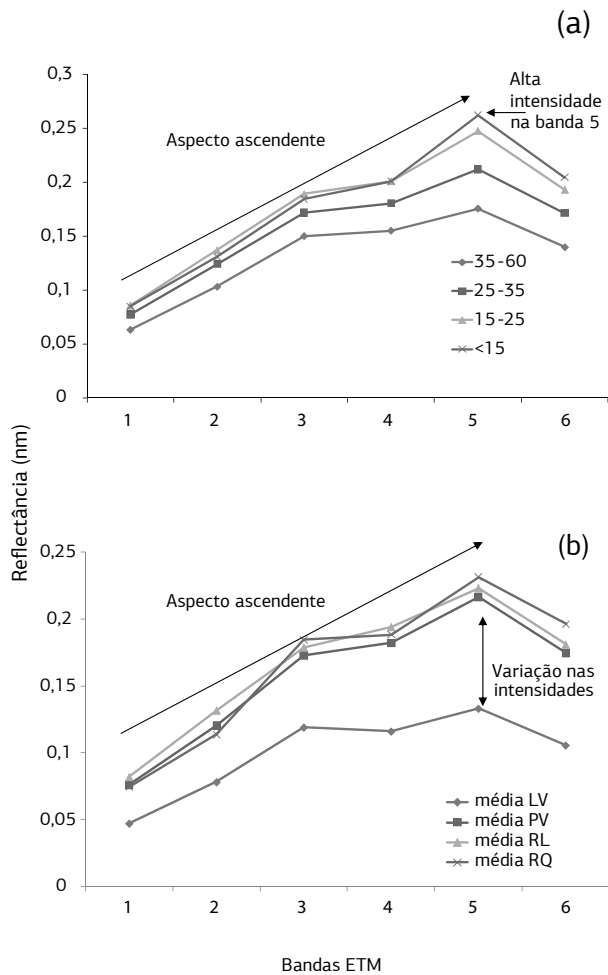 (a)
0,3
0,25
0,2
0,15
0,1
0,05
0
Aspecto ascendente
Alta
intensidade
na banda 5
35-60
25-35
15-25
<15
1 2 3 4 5 6
Reflectância (nm)
(b)
0,25
0,2
0,15
0,1
0,05
0
Aspecto ascendente
Variação nas
intensidades
média LV
média PV
média RL
média RQ
1 2 3 4 5 6
Bandas ETM